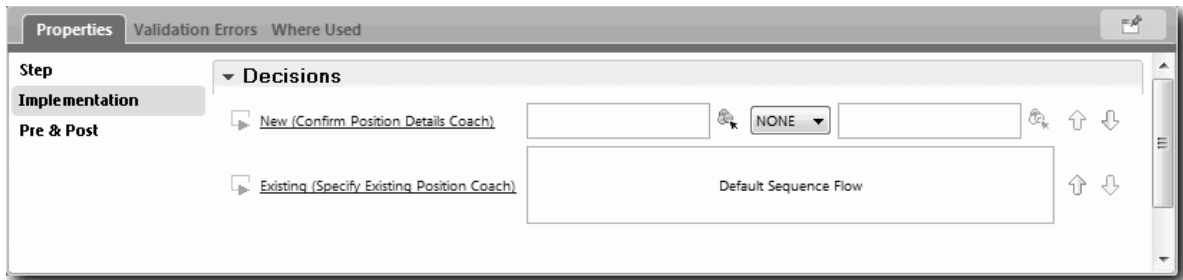 Properties Validation Errors Where Used
Step
Implementation
Pre & Post
Decisions
New (Confirm Position Details Coach) NONE
Existing (Specify Existing Position Coach) Default Sequence Flow